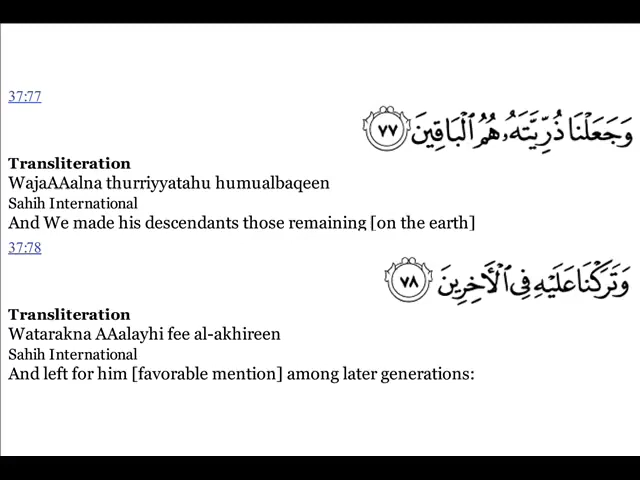 37:77
وَجَعَلْنَا ذُرِّيَّتَهُۥ هُمُ ٱلْبَاقِينَ ٧٧
Transliteration
WajaAAalna thurriyyatahu humualbaqeen
Sahih International
And We made his descendants those remaining [on the earth]
37:78
وَتَرَكْنَا عَلَيْهِ فِي ٱلْأَخِرِينَ ٧٨
Transliteration
Watarakna AAalayhi fee al-akhireen
Sahih International
And left for him [favorable mention] among later generations: